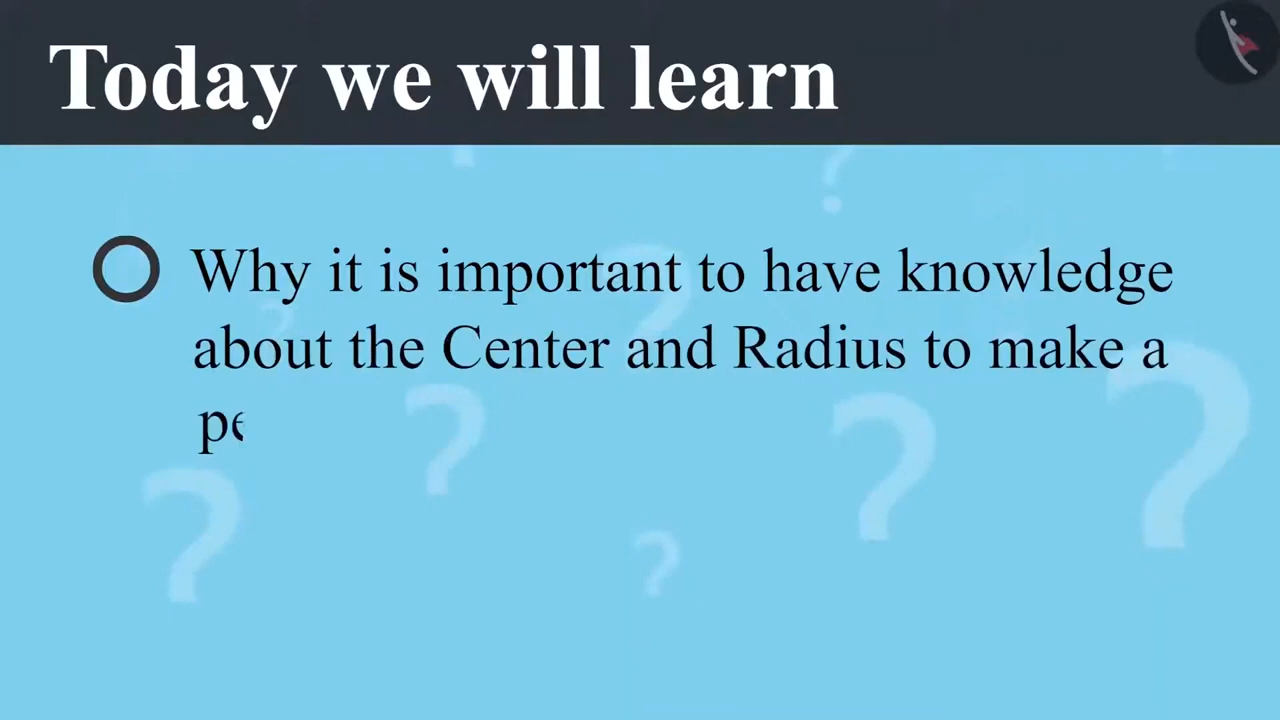 Today we will learn
Why it is important to have knowledge
about the Center and Radius to make a